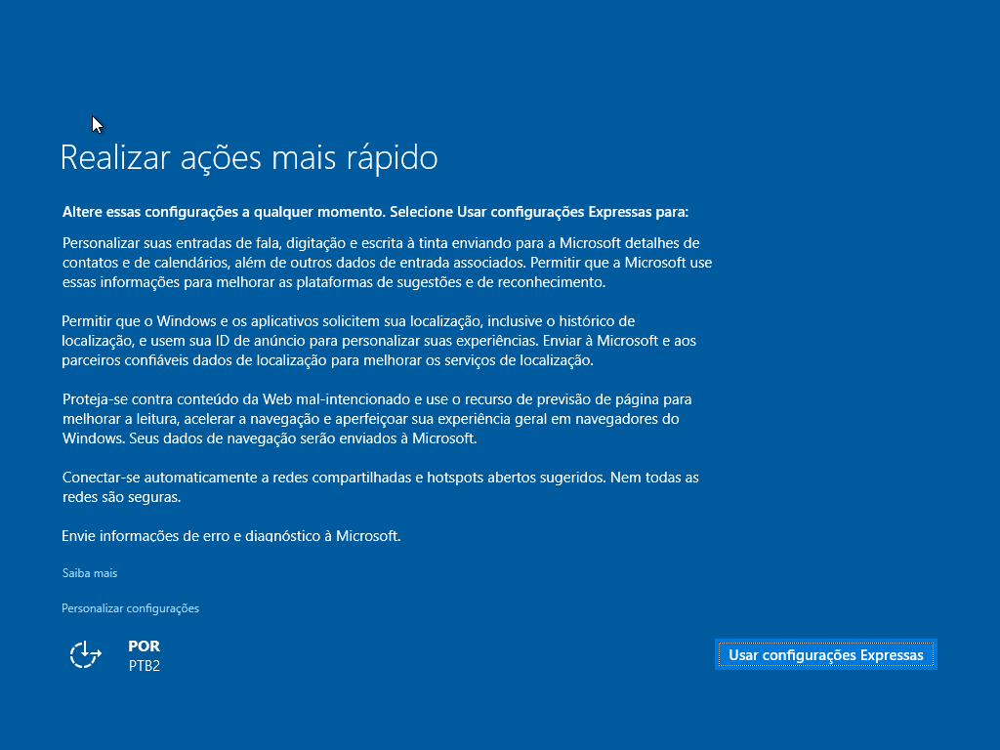 Realizar ações mais rápido
Altere essas configurações a qualquer momento. Selecione Usar configurações Expressas para:
Personalizar suas entradas de fala, digitação e escrita à tinta enviando para a Microsoft detalhes de
contatos e de calendários, além de outros dados de entrada associados. Permitir que a Microsoft use
essas informações para melhorar as plataformas de sugestões e de reconhecimento.
Permitir que o Windows e os aplicativos solicitem sua localização, inclusive o histórico de
localização, e usem sua ID de anúncio para personalizar suas experiências. Enviar à Microsoft e aos
parceiros confiáveis dados de localização para melhorar os serviços de localização.
Proteja-se contra conteúdo da Web mal-intencionado e use o recurso de previsão de página para
melhorar a leitura, acelerar a navegação e aperfeiçoar sua experiência geral em navegadores do
Windows. Seus dados de navegação serão enviados à Microsoft.
Conectar-se automaticamente a redes compartilhadas e hotspots abertos sugeridos. Nem todas as
redes são seguras.
Envie informações de erro e diagnóstico à Microsoft.
Saiba mais
Personalizar configurações
POR
PTB2
Usar configurações Expressas